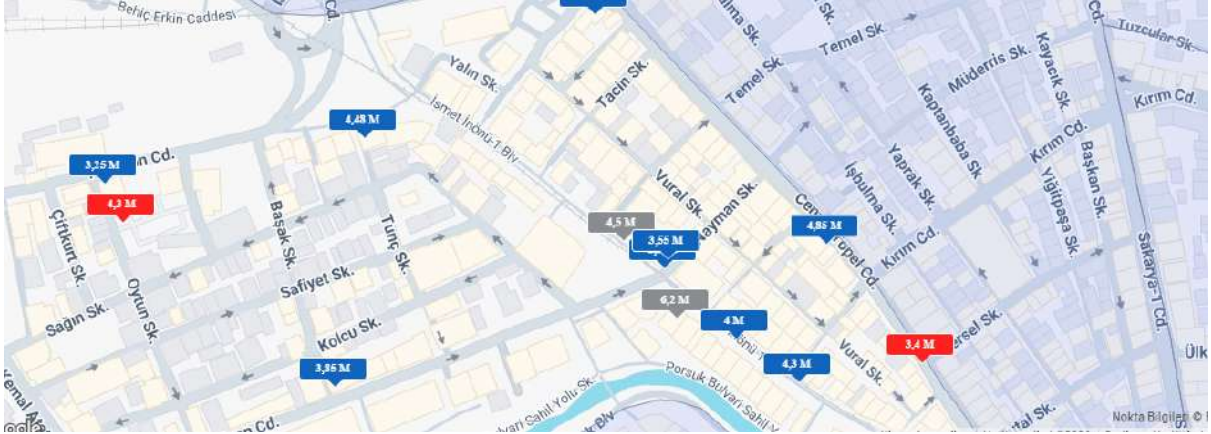 Behiç Erkin Caddesi
Yalın Sk.
Tacin Sk.
Temel Sk.
Temel Sk.
Müderris Sk.
Kayacık Sk.
Tuzcular Sk.
Kırım Cd.
Kaptanbaba Sk.
Kırım Cd.
Başkan Sk.
Yiğitpaşa Sk.
Yaprak Sk.
İşbulma Sk.
İsmet İnönü-1 Blv
4,48 M
3,25 M
Cd.
4,3 M
Çiftkurt Sk.
Başak Sk.
Tunç Sk.
Vural Sk.
4,5 M
3,55 M
4,85 M
Kırım Cd.
Sakarya-1 Cd.
Oytun Sk.
Safiyet Sk.
Sağın Sk.
Kolcu Sk.
6,2 M
4 M
3,4 M
Vural Sk.
4,3 M
3,85 M
Porsuk Bulvarı Sahil
Cd.
Sahil Yolu Sk.
Nokta Bilgileri ©